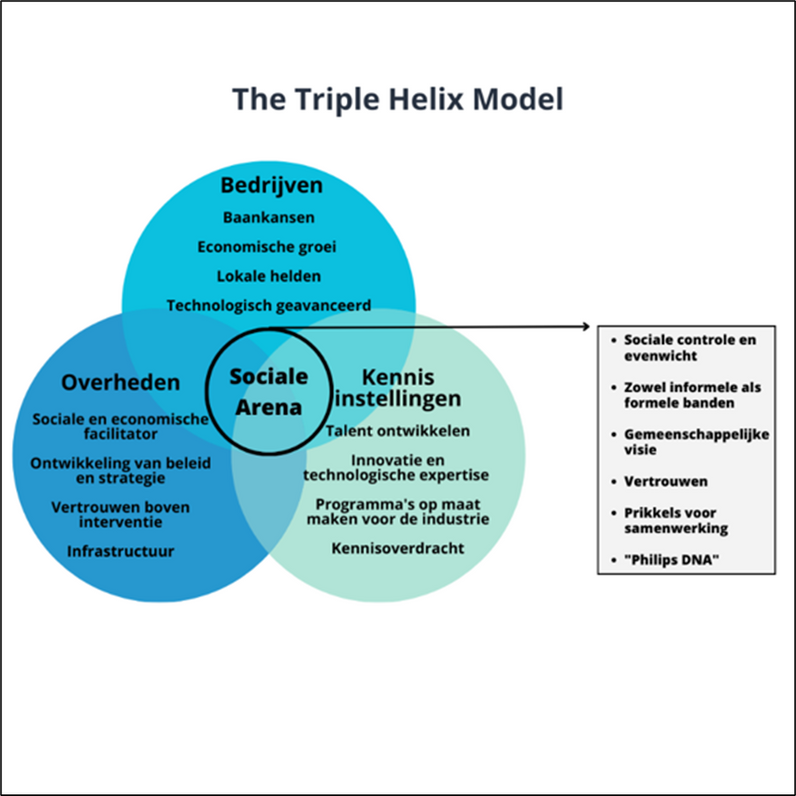 The Triple Helix Model
Bedrijven
Baankansen
Economische groei
Lokale helden
Technologisch geavanceerd
Overheden
Sociale en economische
facilitator
Ontwikkeling van beleid
en strategie
Vertrouwen boven
interventie
Infrastructuur
Sociale
Arena
Kennis
instellingen
Talent ontwikkelen
Innovatie en
technologische expertise
Programma's op maat
maken voor de industrie
Kennisoverdracht
• Sociale controle en
evenwicht
• Zowel informele als
formele banden
• Gemeenschappelijke
visie
• Vertrouwen
• Prikkels voor
samenwerking
• "Philips DNA"